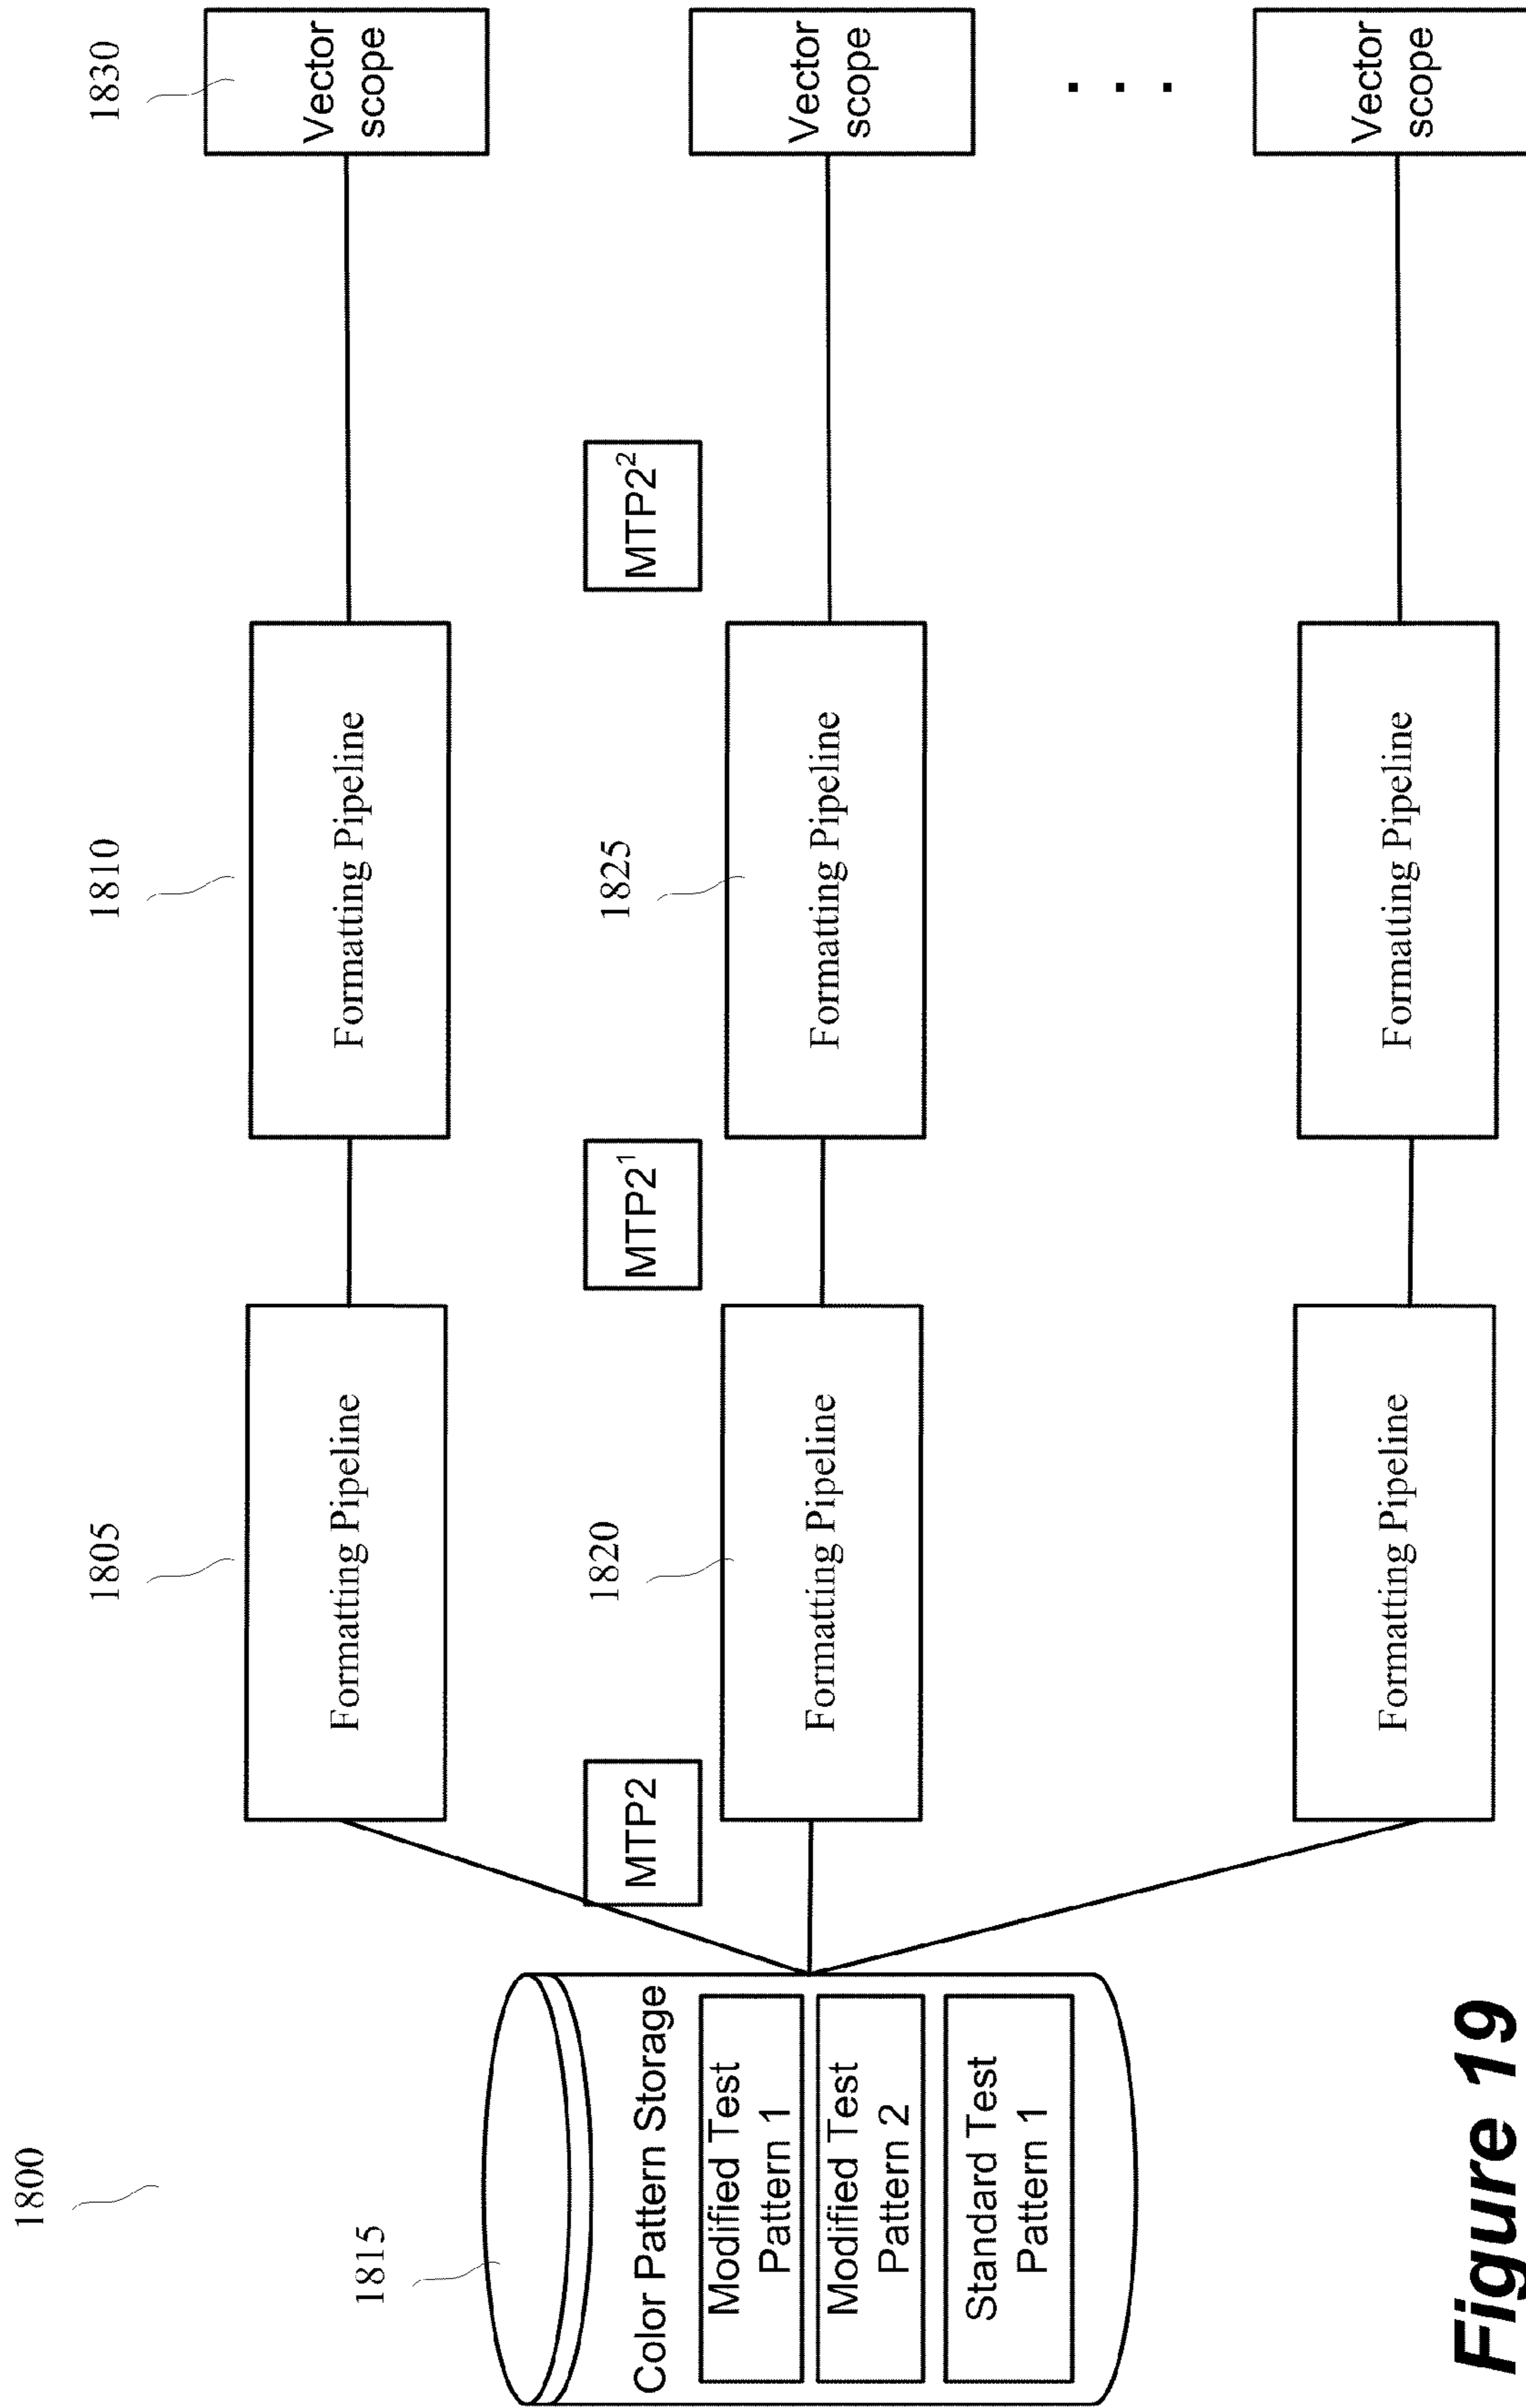 1800
1805
1810
1830
Formatting Pipeline
Formatting Pipeline
Vector
scope
1815
Color Pattern Storage
Modified Test
Pattern 1
Modified Test
Pattern 2
Standard Test
Pattern 1
MTP2
MTP2¹
MTP2²
1820
1825
Formatting Pipeline
Formatting Pipeline
Vector
scope
. . .
Formatting Pipeline
Formatting Pipeline
Vector
scope
Figure 19